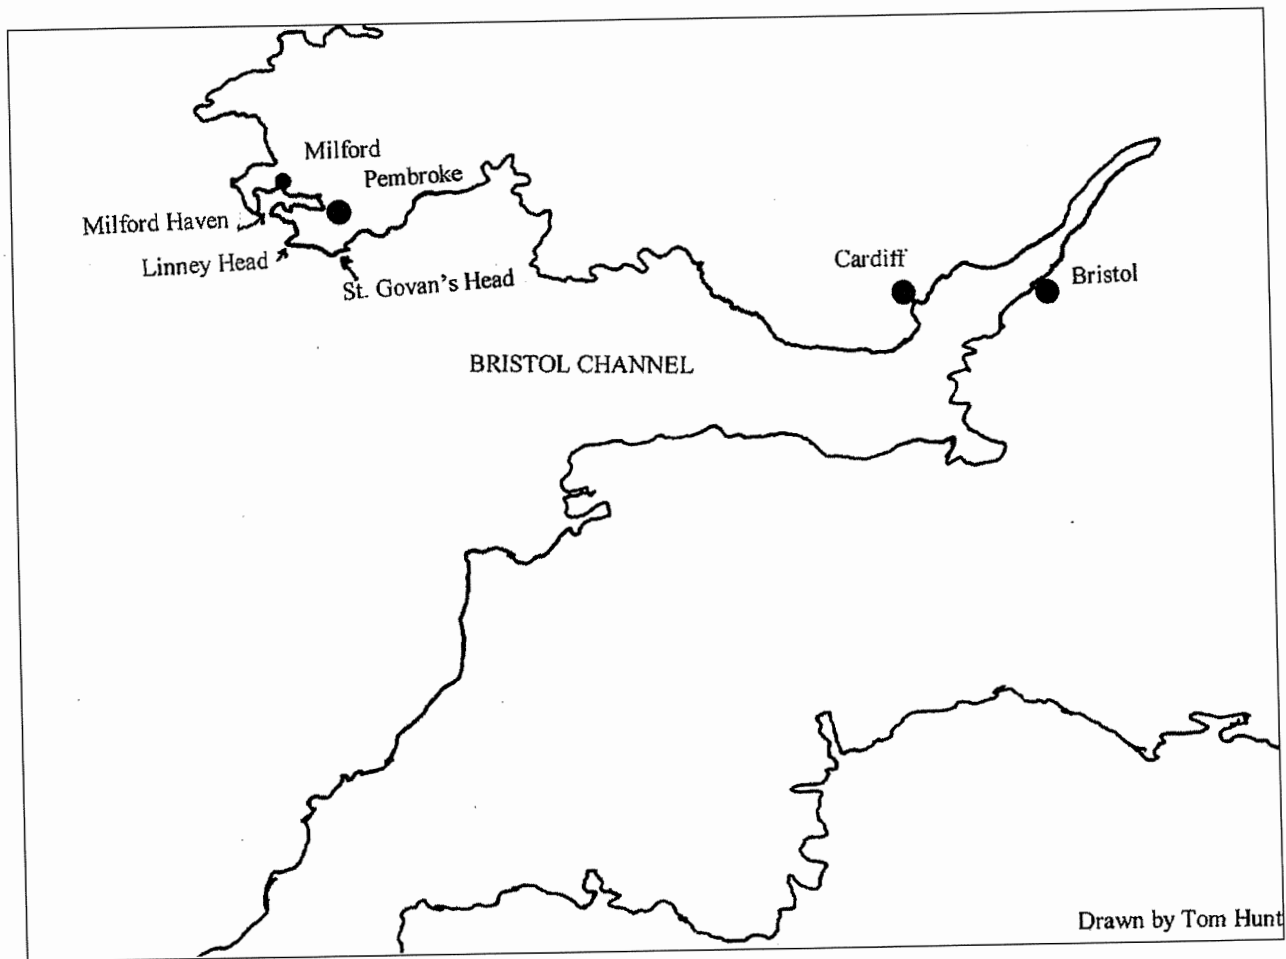 Milford
Pembroke
Milford Haven
Linney Head
St. Govan's Head
Cardiff
Bristol
BRISTOL CHANNEL
Drawn by Tom Hunt